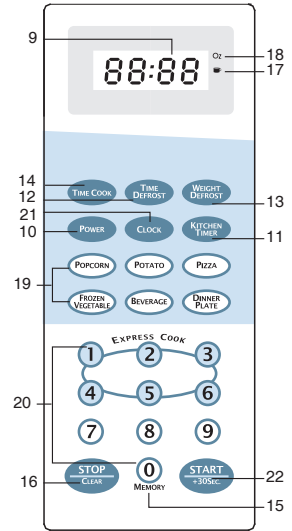 9
88:88
Oz
18
17
14
TIME COOK
TIME DEFROST
WEIGHT DEFROST
12
13
21
10
POWER
CLOCK
KITCHEN TIMER
11
POPCORN
POTATO
PIZZA
19
FROZEN VEGETABLE
BEVERAGE
DINNER PLATE
EXPRESS COOK
1
2
3
20
4
5
6
7
8
9
16
STOP
CLEAR
0
MEMORY
START
+30SEC.
22
15